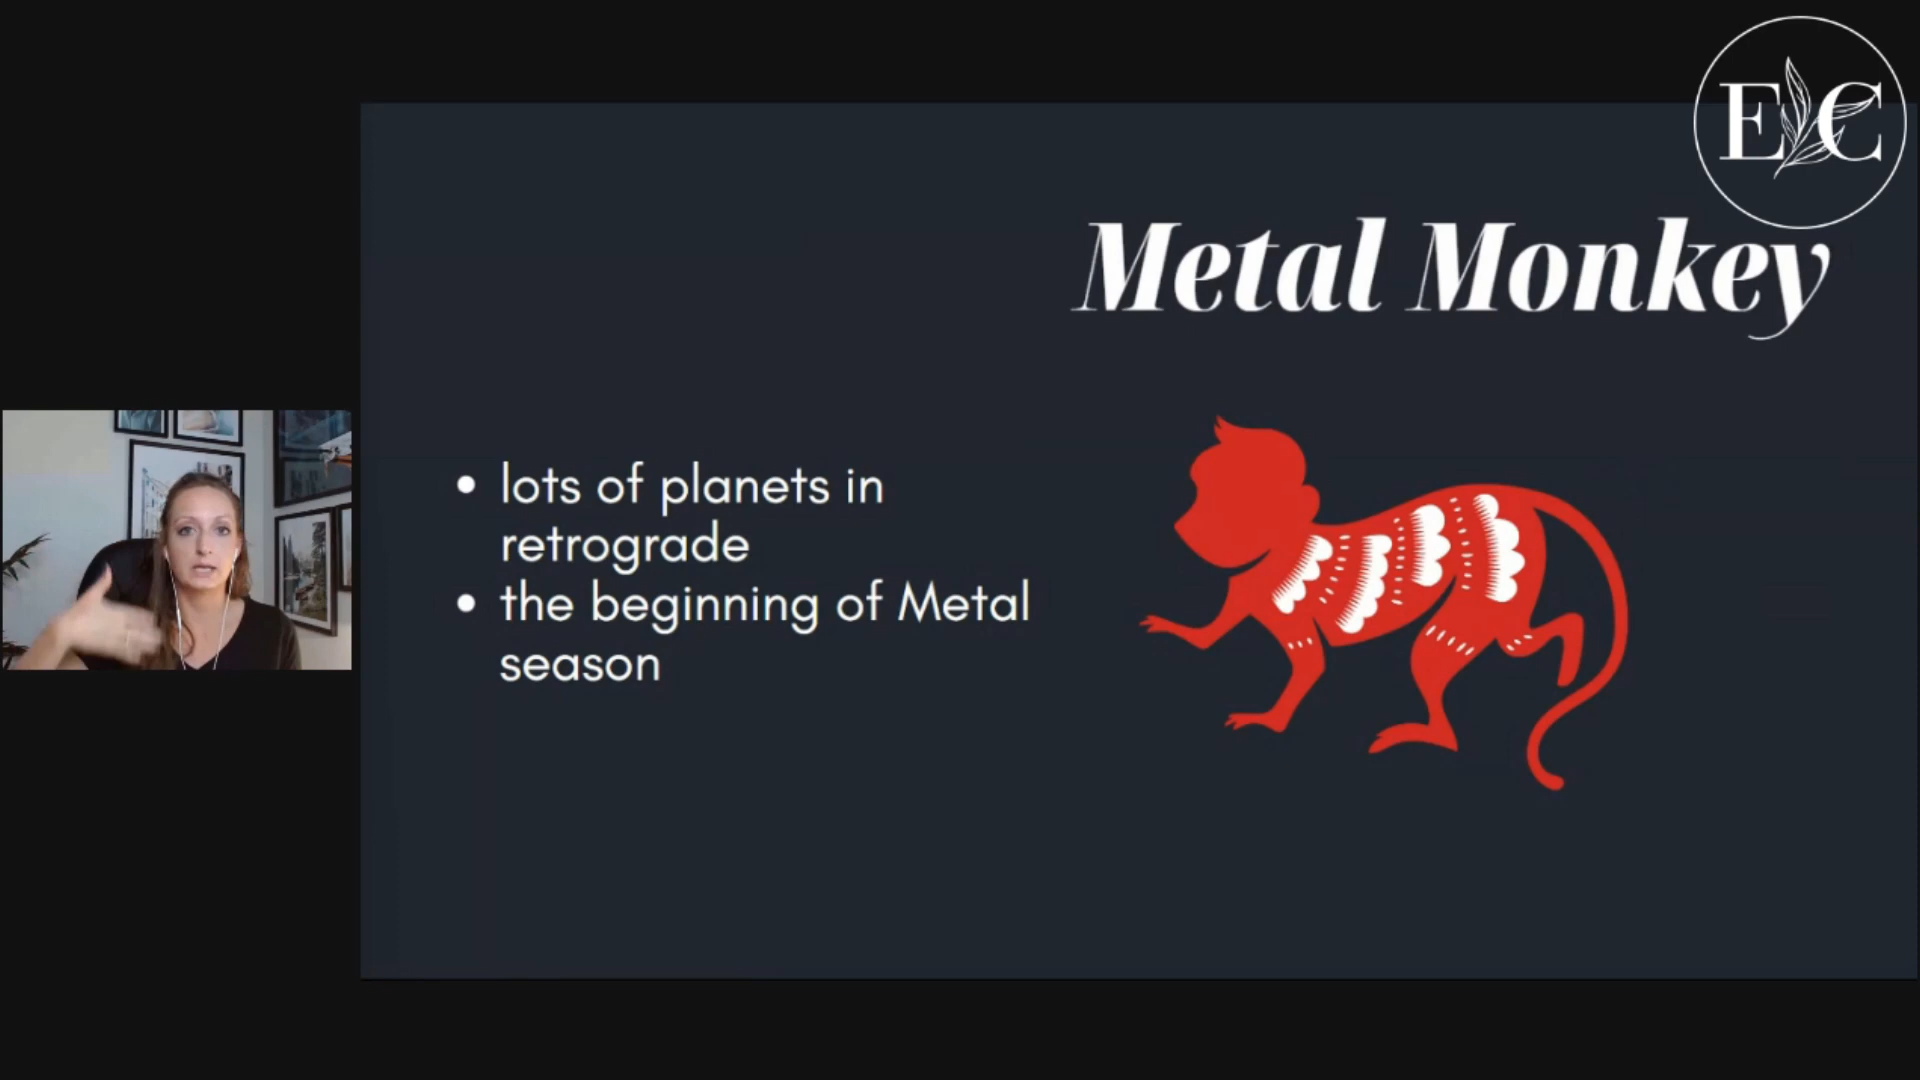 EC
Metal Monkey
• lots of planets in
retrograde
• the beginning of Metal
season